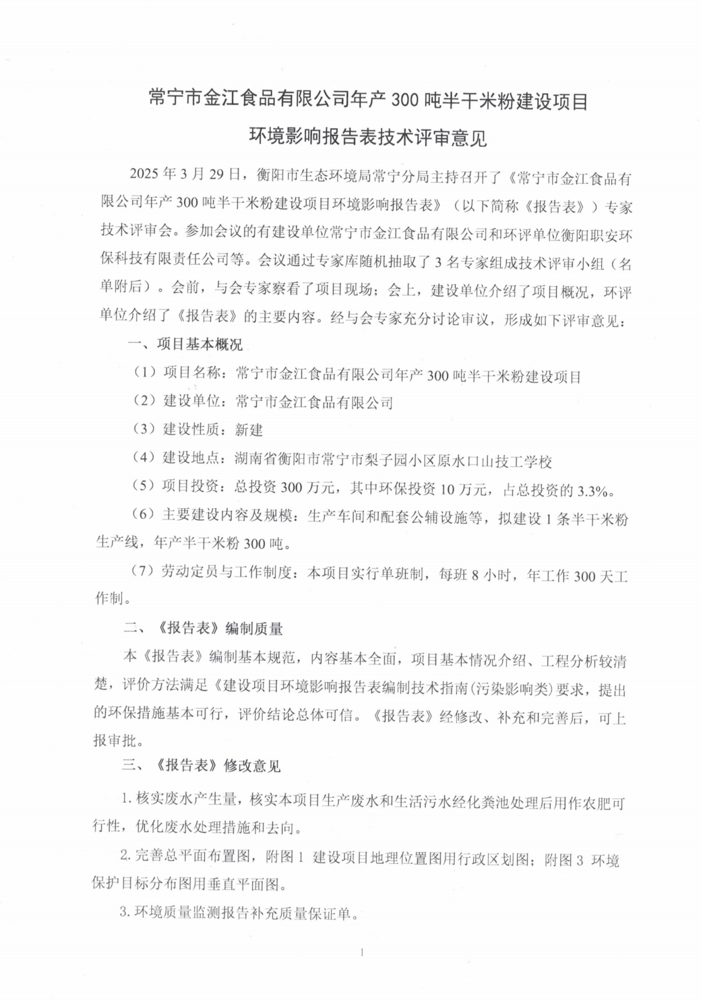 常宁市金江食品有限公司年产 300 吨半干米粉建设项目
环境影响报告表技术评审意见
2025 年 3 月 29 日，衡阳市生态环境局常宁分局主持召开了《常宁市金江食品有
限公司年产 300 吨半干米粉建设项目环境影响报告表》（以下简称《报告表》）专家
技术评审会。参加会议的有建设单位常宁市金江食品有限公司和环评单位衡阳职安环
保科技有限责任公司等。会议通过专家库随机抽取了 3 名专家组成技术评审小组（名
单附后）。会前，与会专家察看了项目现场；会上，建设单位介绍了项目概况，环评
单位介绍了《报告表》的主要内容。经与会专家充分讨论审议，形成如下评审意见：
一、项目基本概况
（1）项目名称：常宁市金江食品有限公司年产 300 吨半干米粉建设项目
（2）建设单位：常宁市金江食品有限公司
（3）建设性质：新建
（4）建设地点：湖南省衡阳市常宁市梨子园小区原水口山技工学校
（5）项目投资：总投资 300 万元，其中环保投资 10 万元，占总投资的 3.3%。
（6）主要建设内容及规模：生产车间和配套公辅设施等，拟建设 1 条半干米粉
生产线，年产半干米粉 300 吨。
（7）劳动定员与工作制度：本项目实行单班制，每班 8 小时，年工作 300 天工
作制。
二、《报告表》编制质量
本《报告表》编制基本规范，内容基本全面，项目基本情况介绍、工程分析较清
楚，评价方法满足《建设项目环境影响报告表编制技术指南(污染影响类)要求，提出
的环保措施基本可行，评价结论总体可信。《报告表》经修改、补充和完善后，可上
报审批。
三、《报告表》修改意见
1. 核实废水产生量，核实本项目生产废水和生活污水经化粪池处理后用作农肥可
行性，优化废水处理措施和去向。
2. 完善总平面布置图，附图 1 建设项目地理位置图用行政区划图；附图 3 环境
保护目标分布图用垂直平面图。
3. 环境质量监测报告补充质量保证单。
1